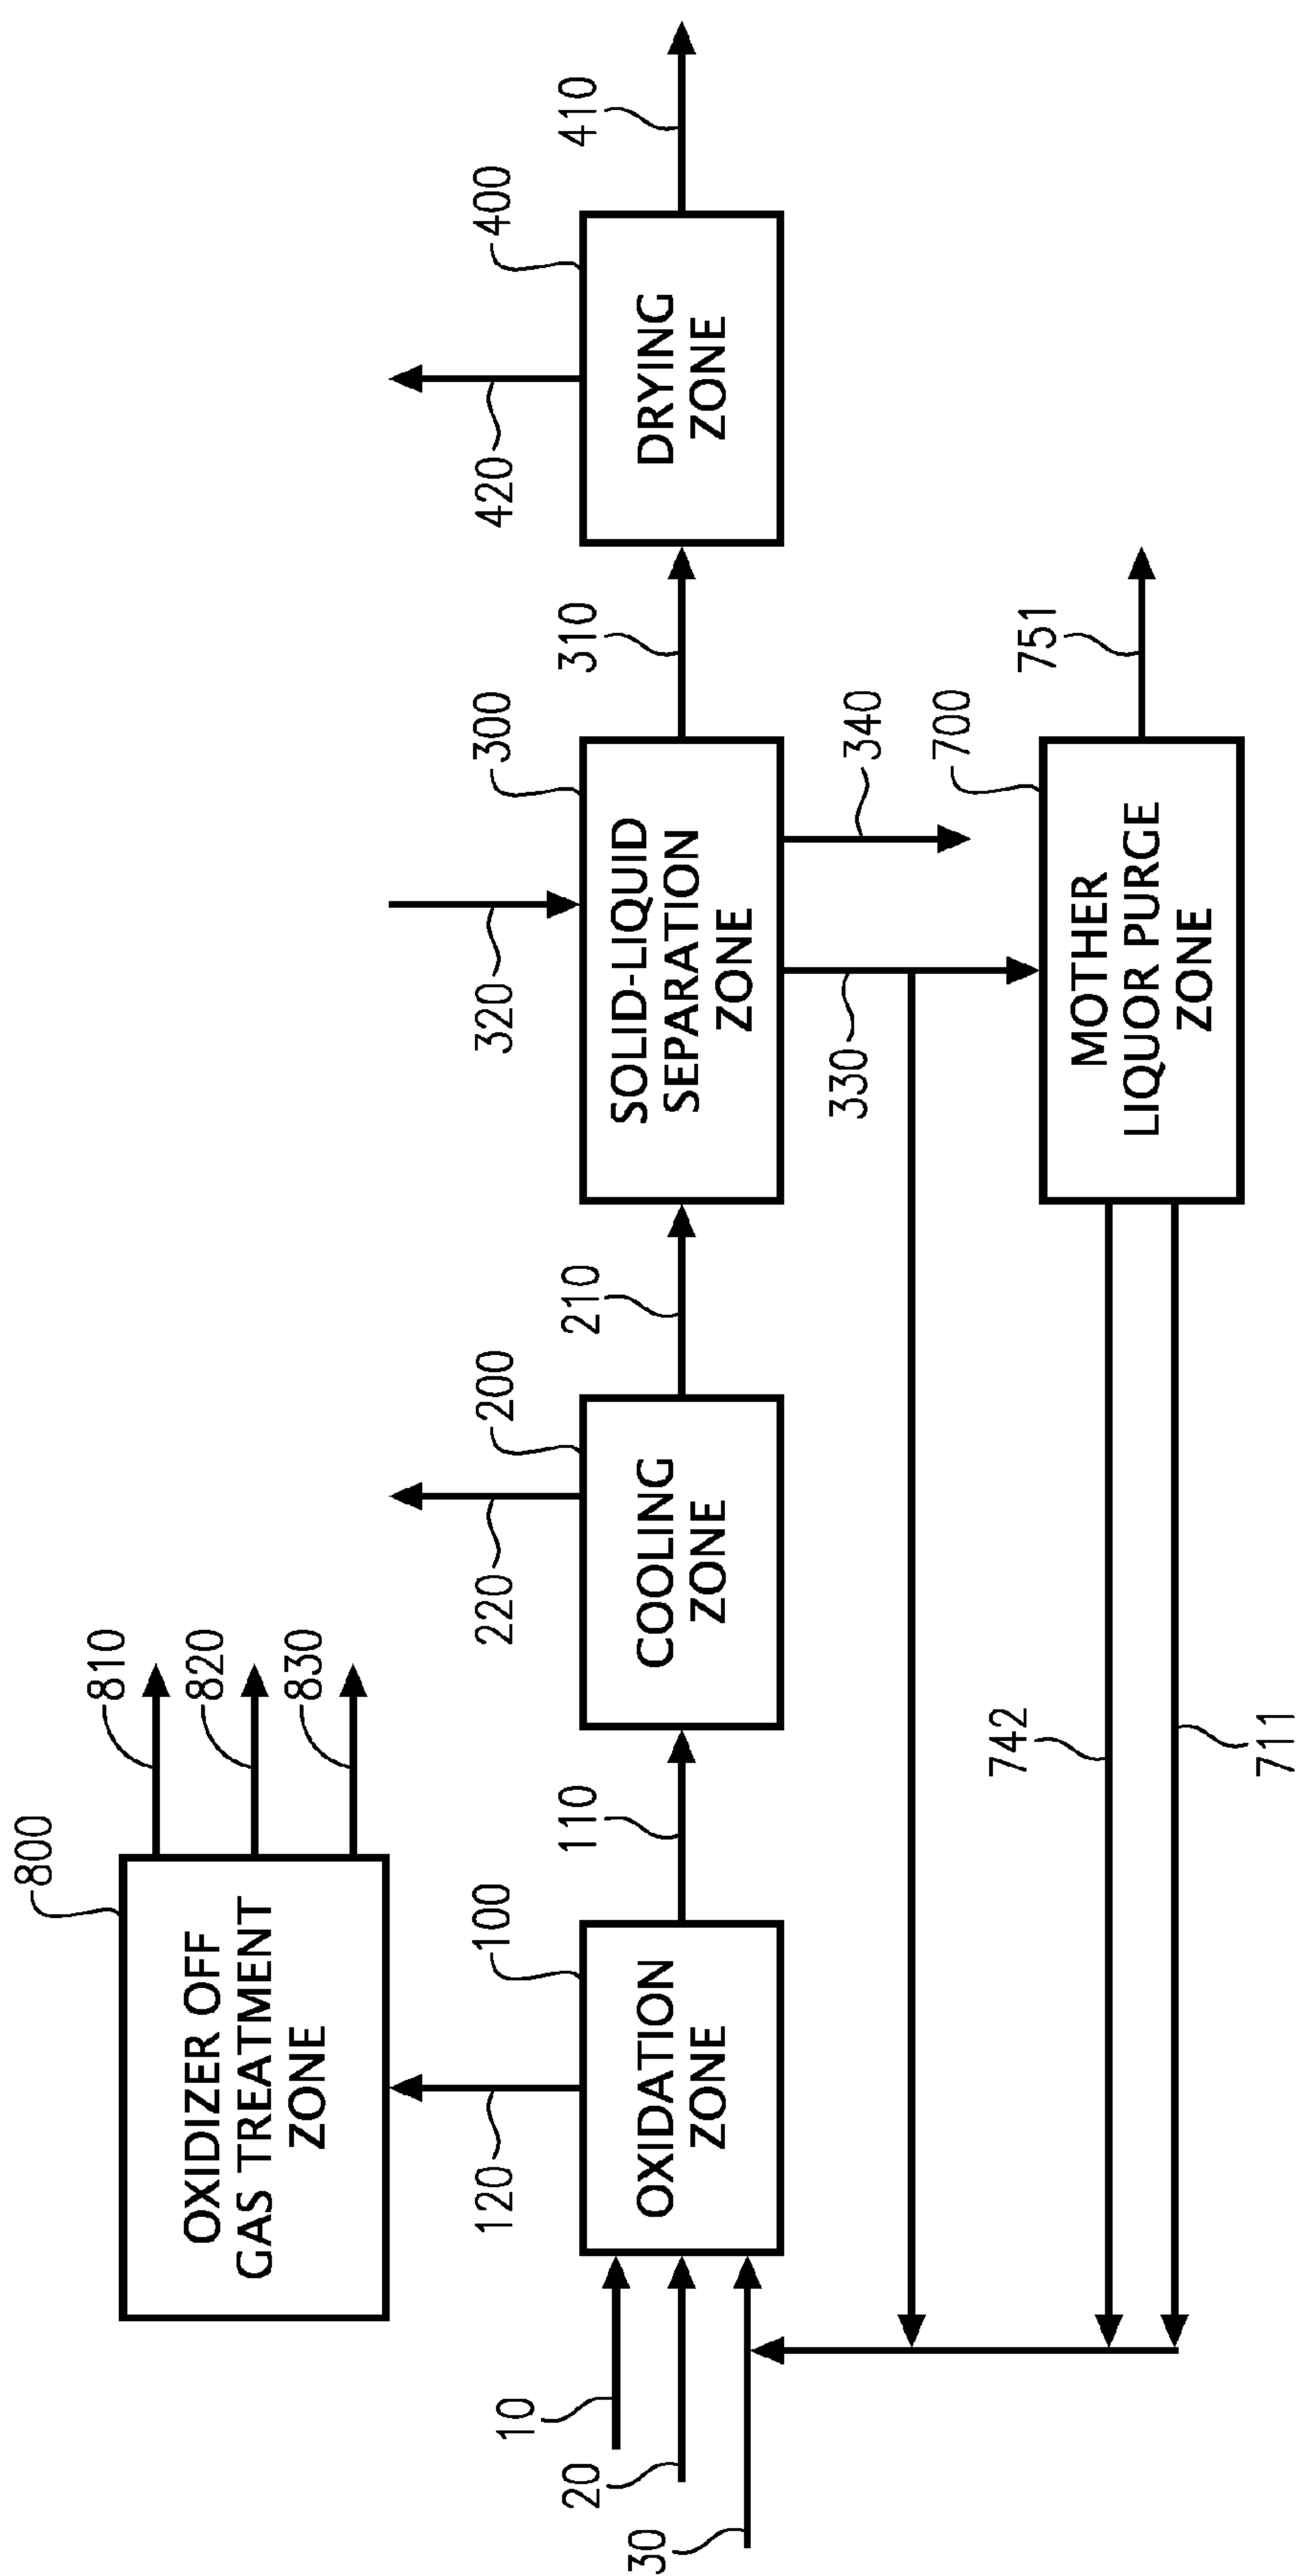 800
810
820
830
OXIDIZER OFF
GAS TREATMENT
ZONE
120
100
220
200
320
300
420
400
10
20
30
110
210
310
410
OXIDATION
ZONE
COOLING
ZONE
SOLID-LIQUID
SEPARATION
ZONE
DRYING
ZONE
330
340
700
742
711
751
MOTHER
LIQUOR PURGE
ZONE